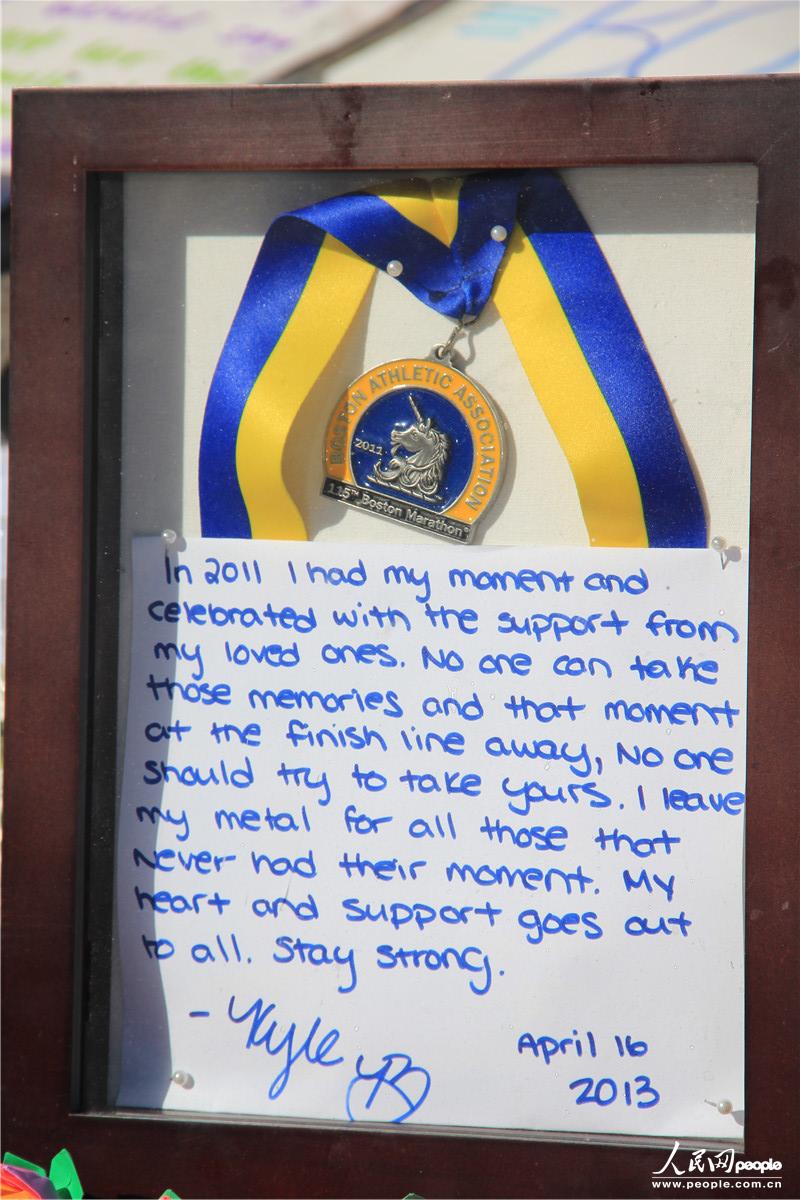 BOSTON ATHLETIC ASSOCIATION
2011
115TH Boston Marathon®
In 2011 I had my moment and
celebrated with the support from
my loved ones. No one can take
those memories and that moment
at the finish line away, No one
should try to take yours. I leave
my metal for all those that
Never had their moment. My
heart and support goes out
to all. Stay strong.
- Kyle
April 16
2013
人民网 people
www.people.com.cn